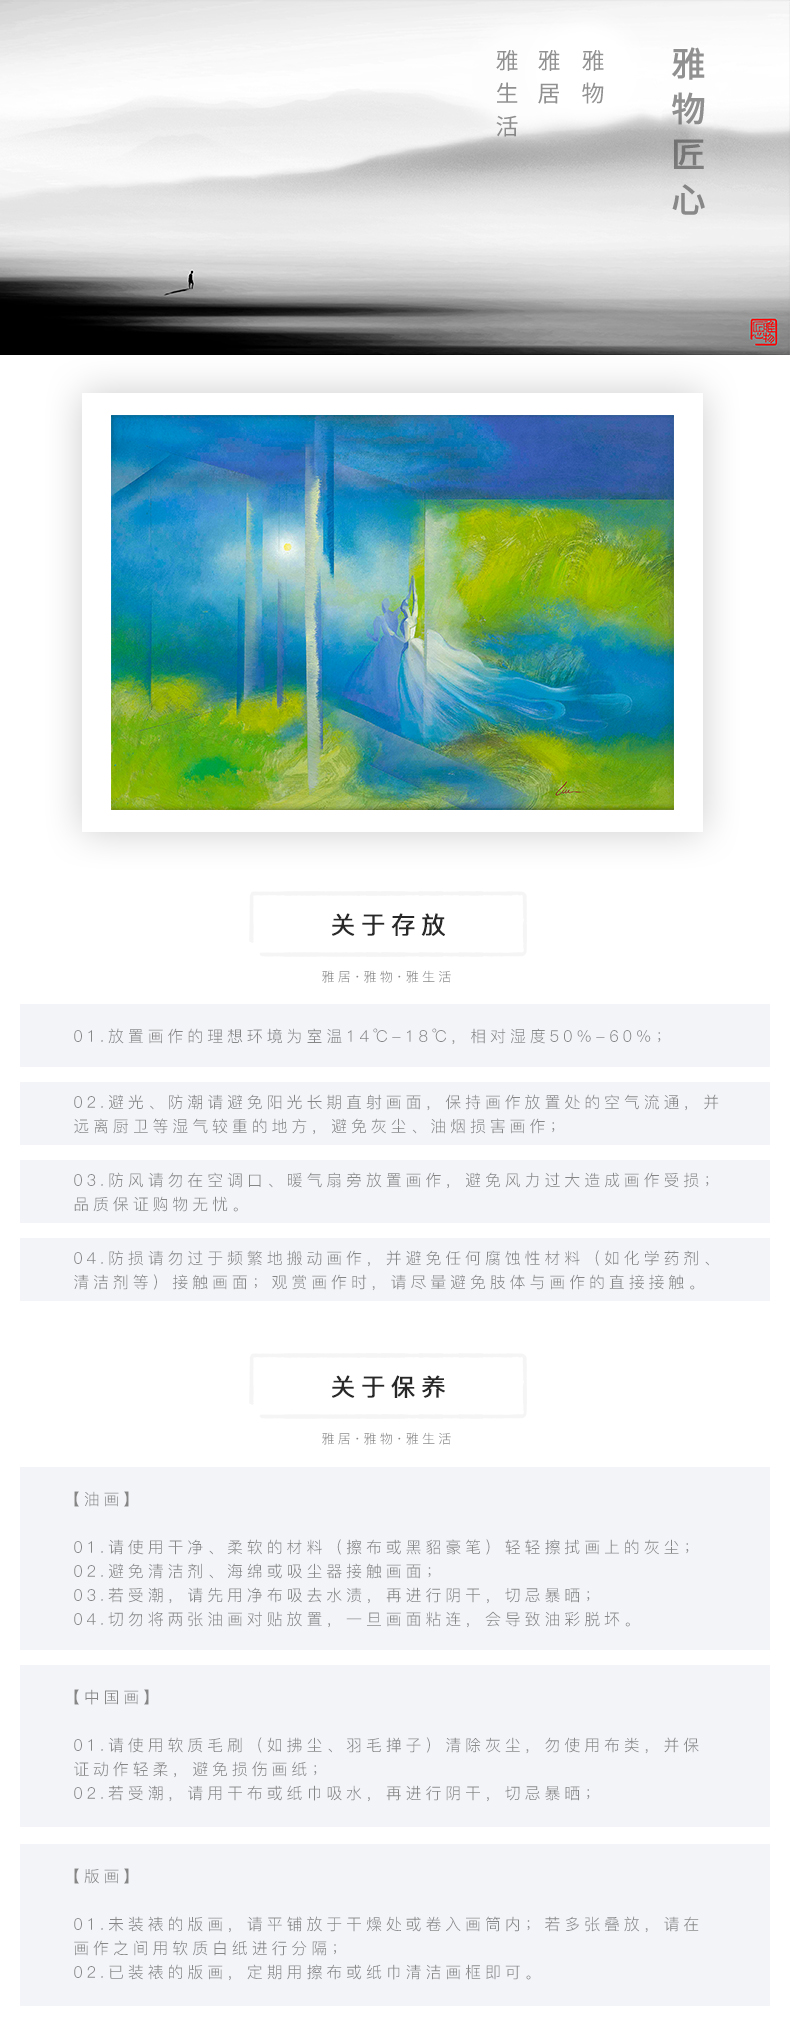 雅物匠心
雅物
雅居
雅生活
雅物匠心
关于存放
雅居·雅物·雅生活
01.放置画作的理想环境为室温14℃-18℃，相对湿度50%-60%；
02.避光、防潮请避免阳光长期直射画面，保持画作放置处的空气流通，并
远离厨卫等湿气较重的地方，避免灰尘、油烟损害画作；
03.防风请勿在空调口、暖气扇旁放置画作，避免风力过大造成画作受损；
品质保证购物无忧。
04.防损请勿过于频繁地搬动画作，并避免任何腐蚀性材料（如化学药剂、
清洁剂等）接触画面；观赏画作时，请尽量避免肢体与画作的直接接触。
关于保养
雅居·雅物·雅生活
【油画】
01.请使用干净、柔软的材料（擦布或黑貂豪笔）轻轻擦拭画上的灰尘；
02.避免清洁剂、海绵或吸尘器接触画面；
03.若受潮，请先用净布吸去水渍，再进行阴干，切忌暴晒；
04.切勿将两张油画对贴放置，一旦画面粘连，会导致油彩脱坏。
【中国画】
01.请使用软质毛刷（如拂尘、羽毛掸子）清除灰尘，勿使用布类，并保
证动作轻柔，避免损伤画纸；
02.若受潮，请用干布或纸巾吸水，再进行阴干，切忌暴晒；
【版画】
01.未装裱的版画，请平铺放于干燥处或卷入画筒内；若多张叠放，请在
画作之间用软质白纸进行分隔；
02.已装裱的版画，定期用擦布或纸巾清洁画框即可。